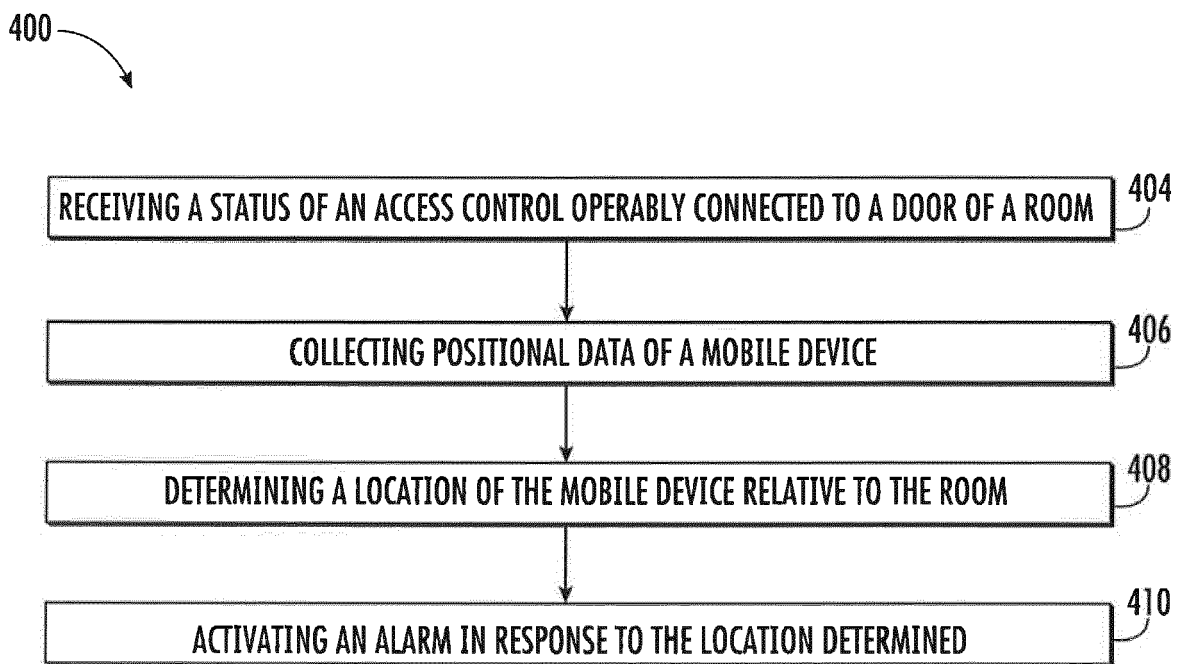 400
RECEIVING A STATUS OF AN ACCESS CONTROL OPERABLY CONNECTED TO A DOOR OF A ROOM
404
COLLECTING POSITIONAL DATA OF A MOBILE DEVICE
406
DETERMINING A LOCATION OF THE MOBILE DEVICE RELATIVE TO THE ROOM
408
ACTIVATING AN ALARM IN RESPONSE TO THE LOCATION DETERMINED
410